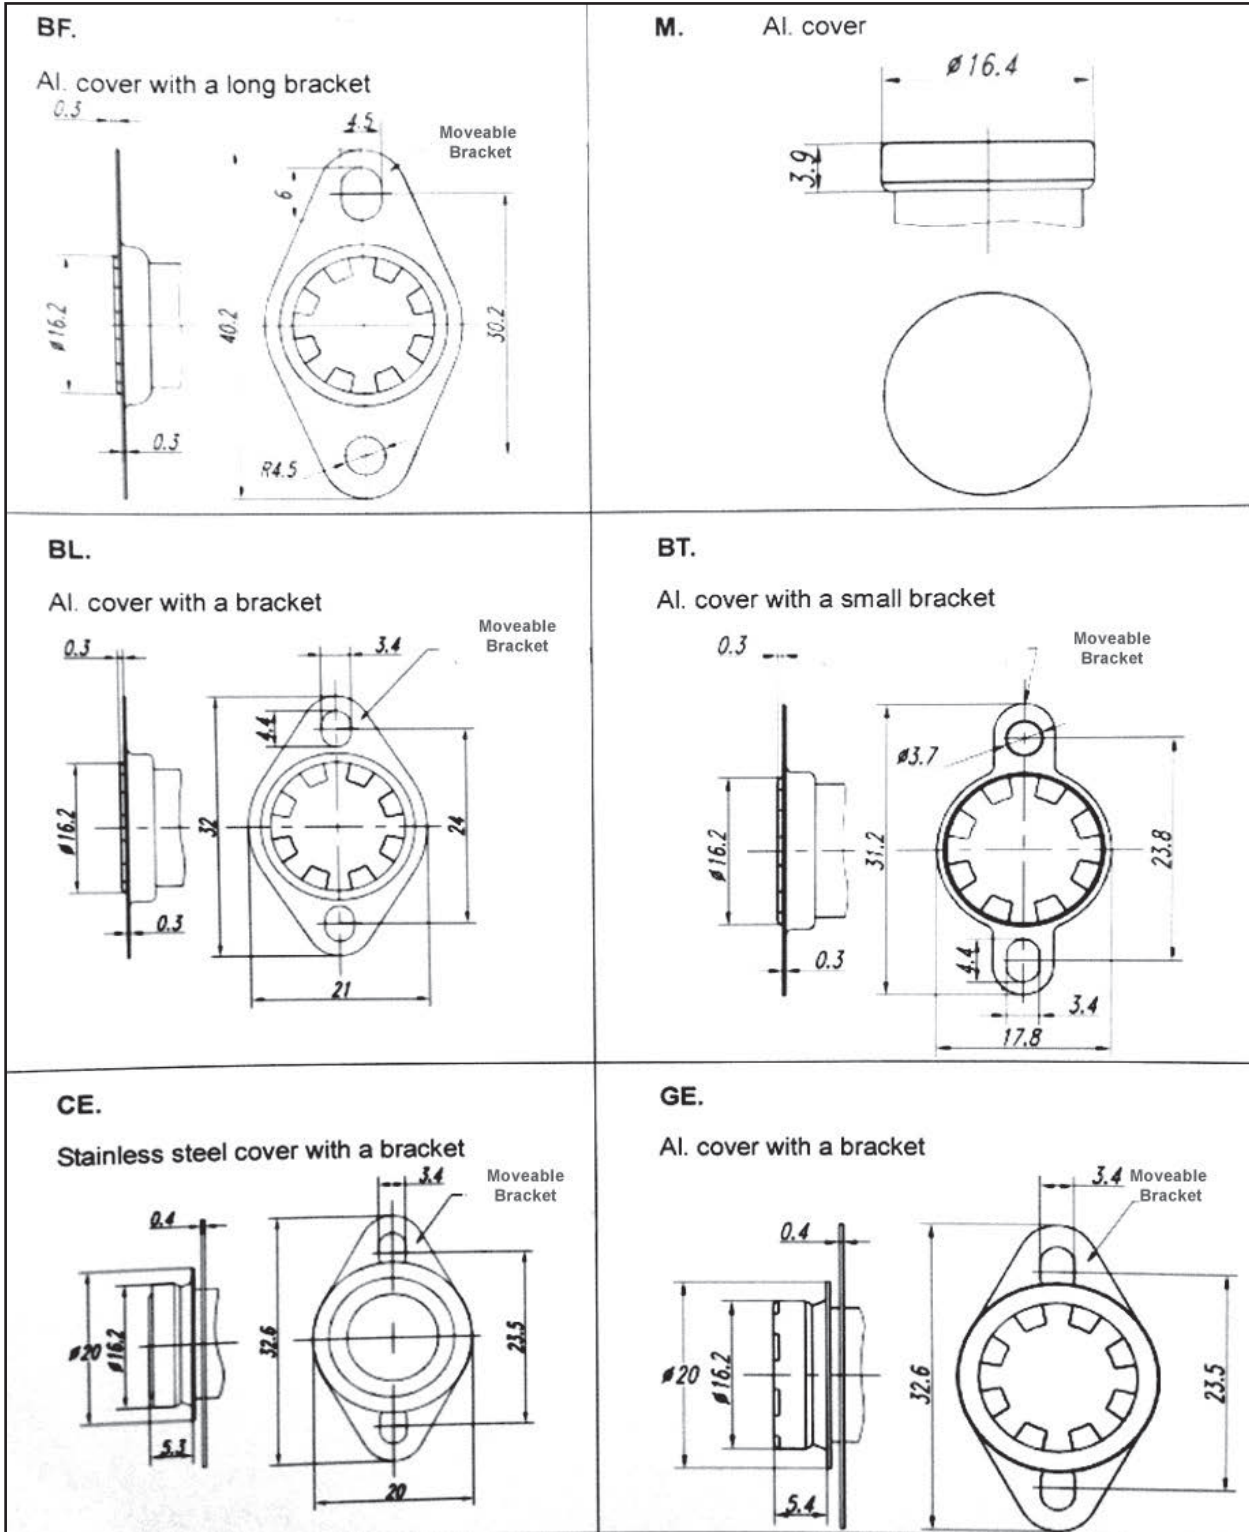 BF.
Al. cover with a long bracket
0.3
4.5
Moveable
Bracket
6
ø16.2
40.2
30.2
0.3
R4.5
M. Al. cover
ø16.4
3.9
BL.
Al. cover with a bracket
0.3
3.4
Moveable
Bracket
4.4
ø16.2
32
24
0.3
21
BT.
Al. cover with a small bracket
0.3
Moveable
Bracket
ø3.7
ø16.2
31.2
23.8
0.3
4.4
3.4
17.8
CE.
Stainless steel cover with a bracket
3.4
Moveable
Bracket
0.4
ø20
ø16.2
32.6
23.5
5.3
20
GE.
Al. cover with a bracket
3.4
Moveable
Bracket
0.4
ø20
ø16.2
32.6
23.5
5.4